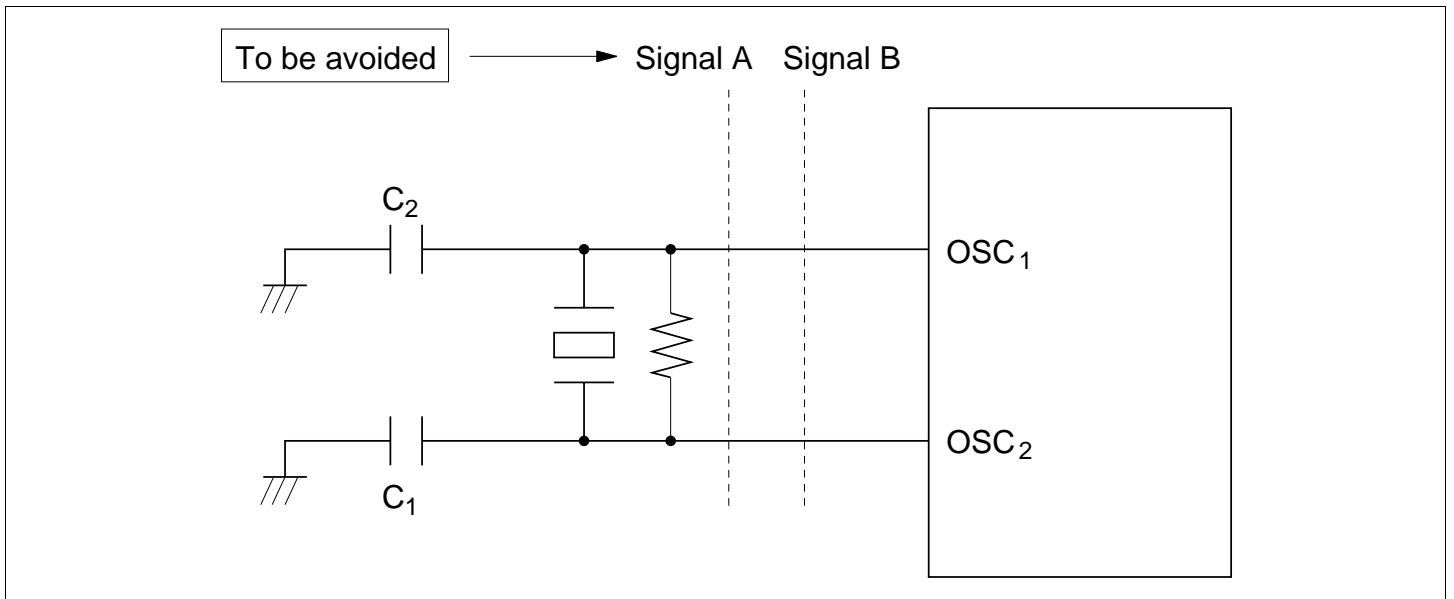 To be avoided
Signal A
Signal B
C2
OSC1
OSC2
C1